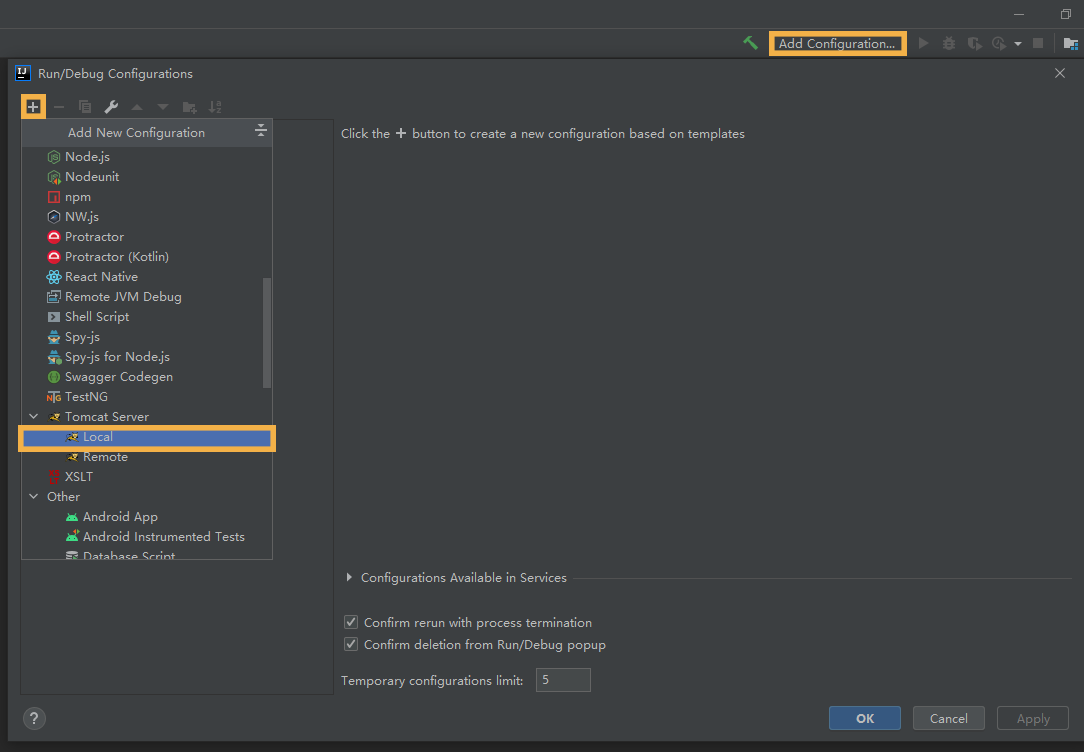 Add Configuration...
IJ
Run/Debug Configurations
Add New Configuration
Click the + button to create a new configuration based on templates
Node.js
Nodeunit
npm
NW.js
Protractor
Protractor (Kotlin)
React Native
Remote JVM Debug
Shell Script
Spy-js
Spy-js for Node.js
Swagger Codegen
TestNG
Tomcat Server
Local
Remote
XSLT
Other
Android App
Android Instrumented Tests
Database Script
Configurations Available in Services
Confirm rerun with process termination
Confirm deletion from Run/Debug popup
Temporary configurations limit: 5
? OK Cancel Apply